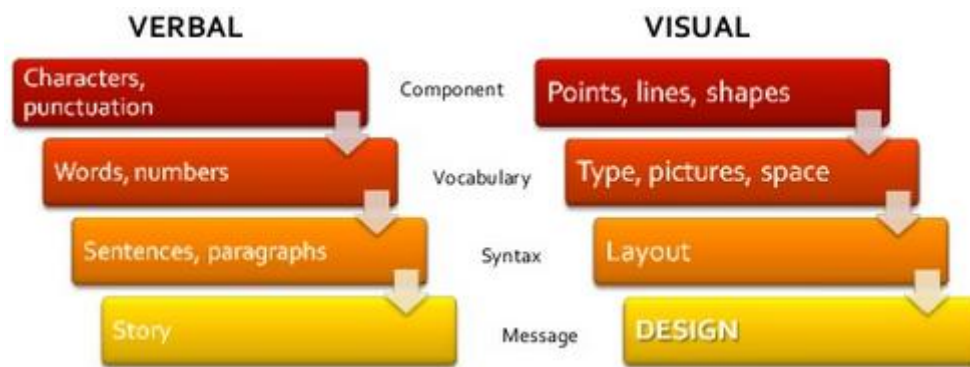 VERBAL
VISUAL
Characters,
punctuation
Component
Points, lines, shapes
Words, numbers
Vocabulary
Type, pictures, space
Sentences, paragraphs
Syntax
Layout
Story
Message
DESIGN